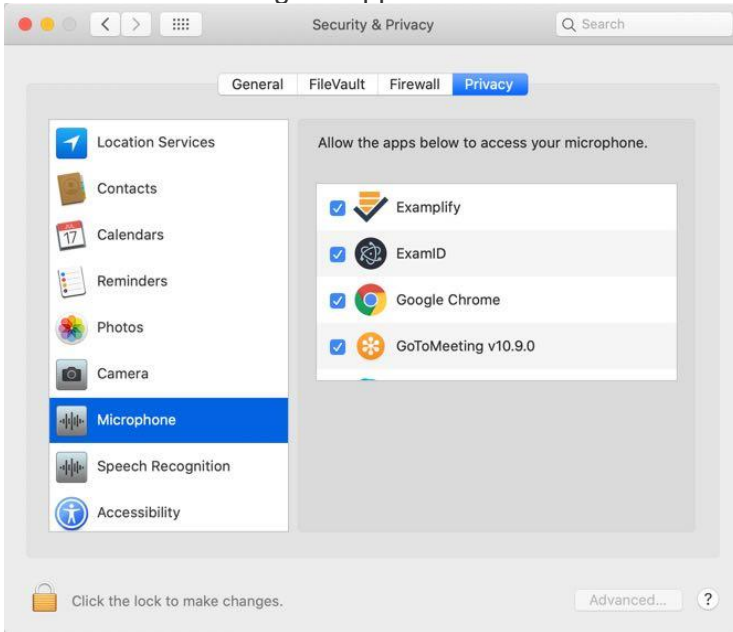 Security & Privacy
Search
General FileVault Firewall Privacy
Location Services
Contacts
JUL
17
Calendars
Reminders
Photos
Camera
Microphone
Speech Recognition
Accessibility
Allow the apps below to access your microphone.
Examplify
ExamID
Google Chrome
GoToMeeting v10.9.0
Click the lock to make changes.
Advanced... ?